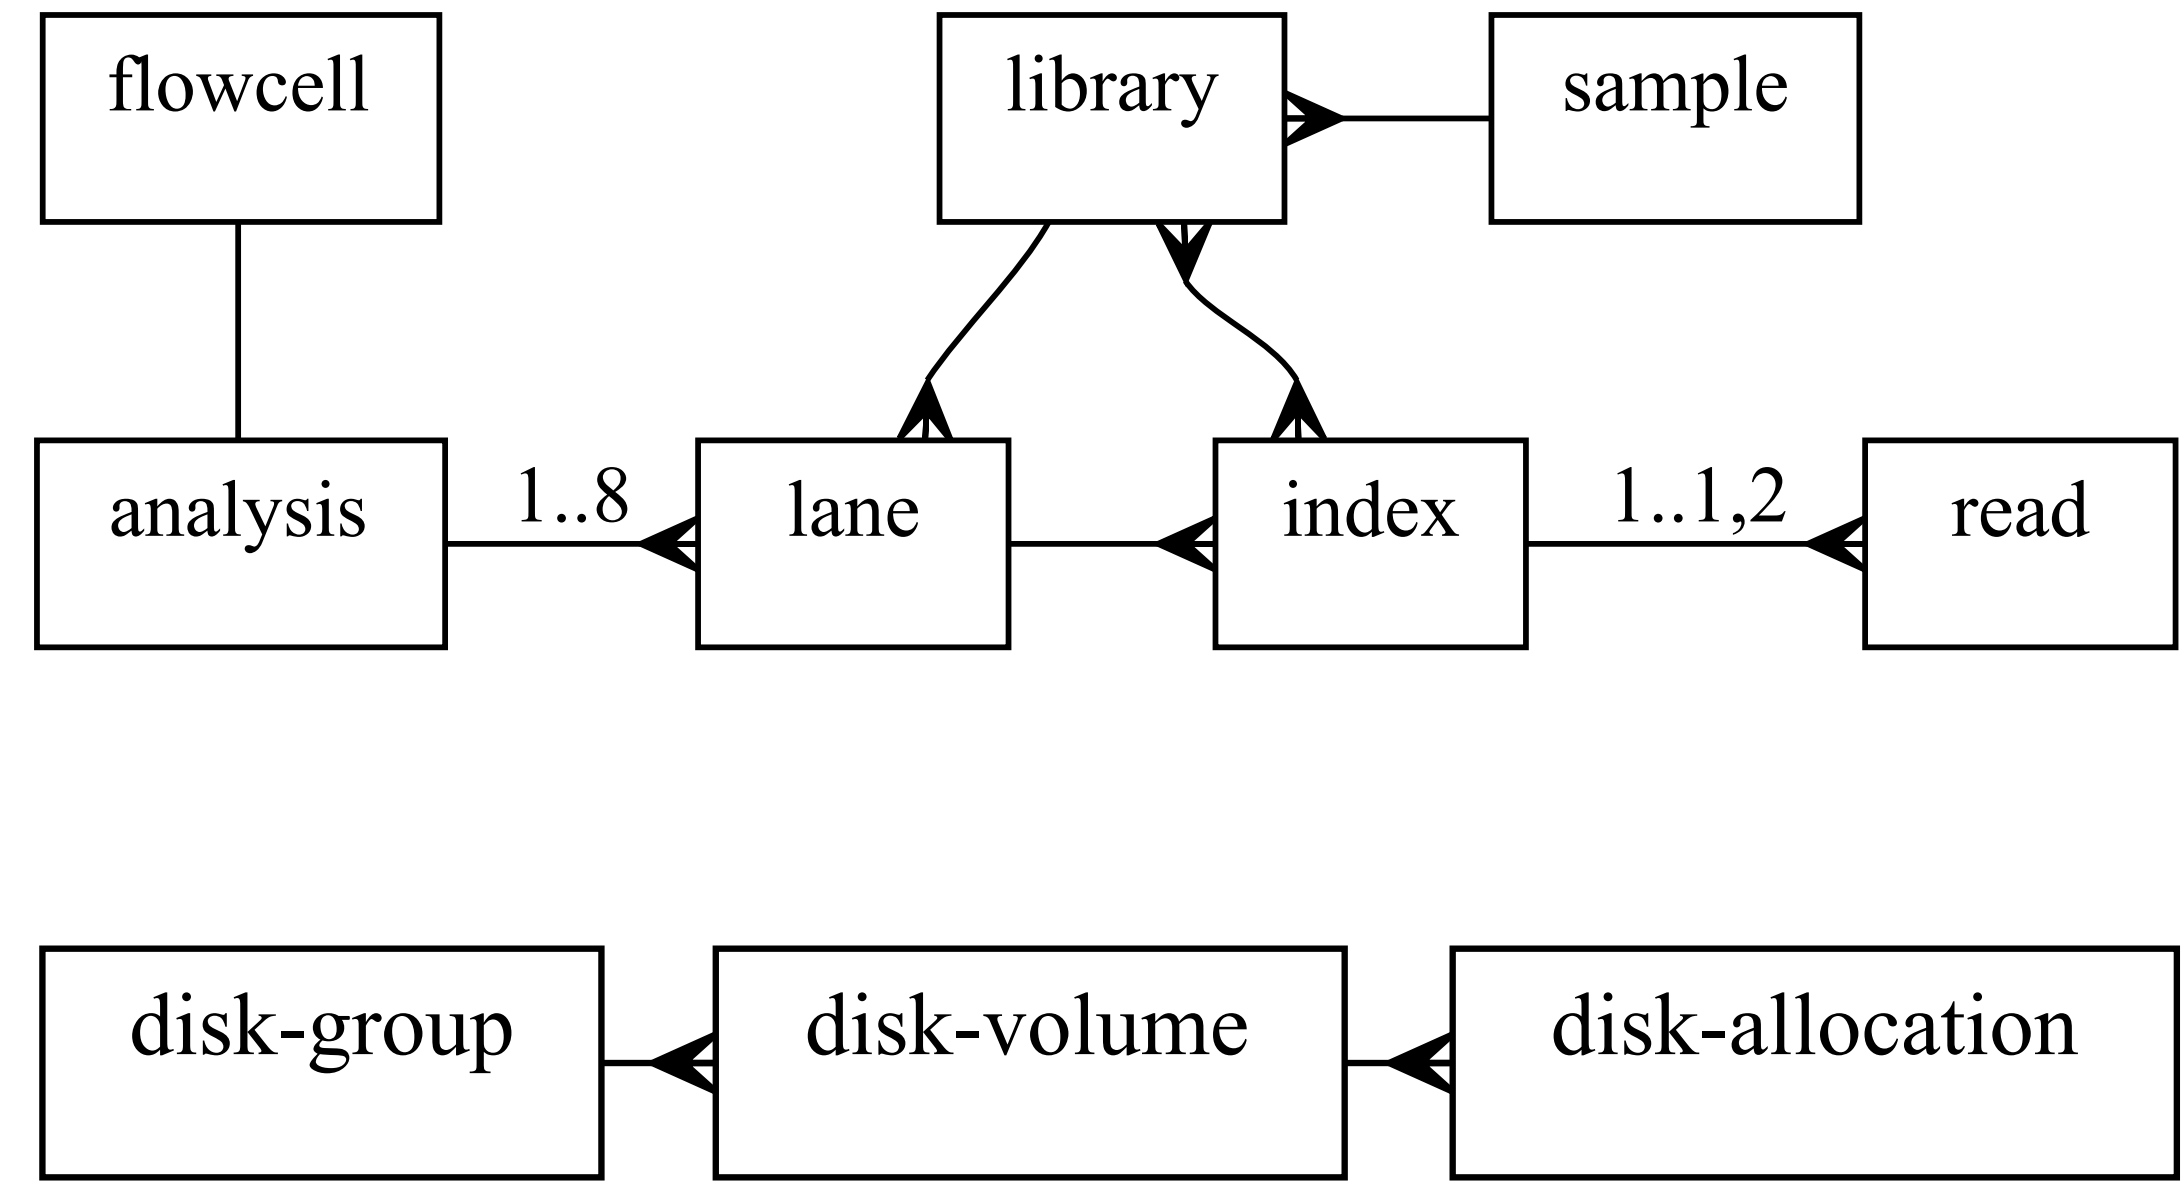 flowcell
library
sample
analysis
1..8
lane
index
1..1,2
read
disk-group
disk-volume
disk-allocation